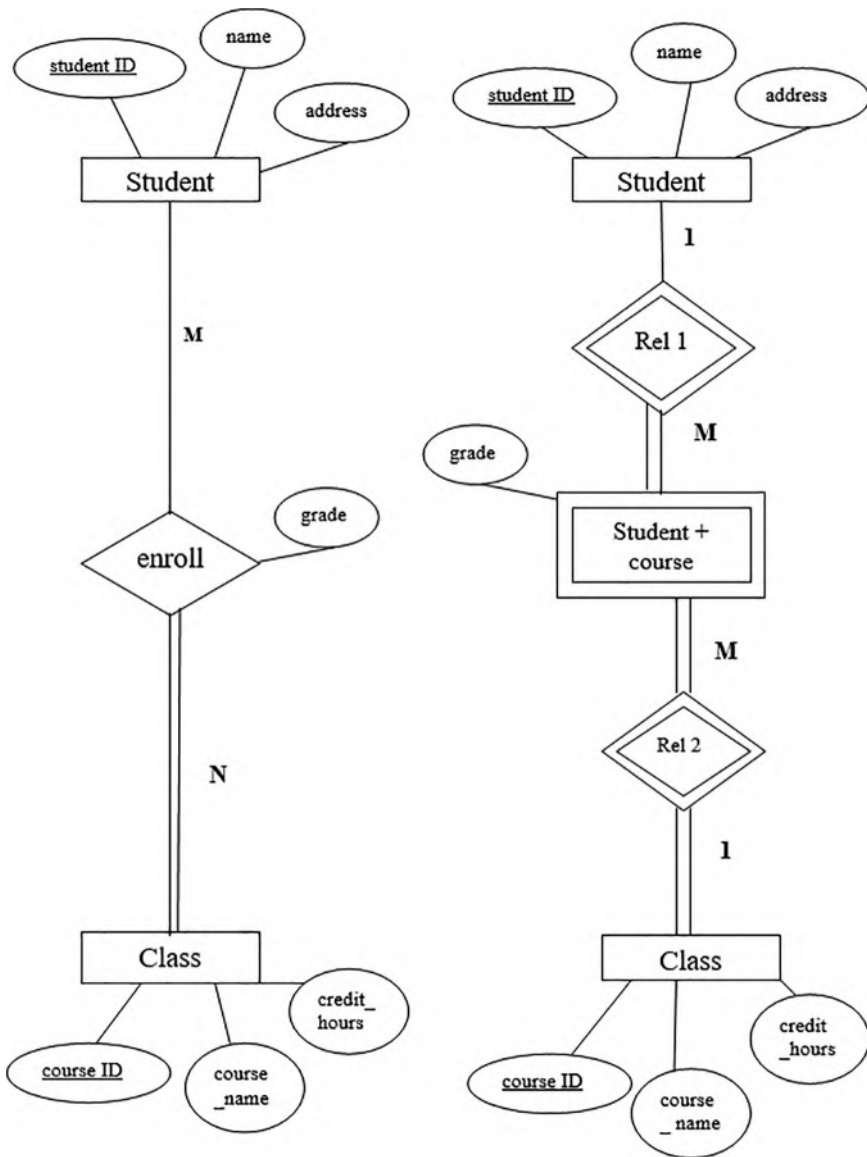 name
student ID
address
Student
M
enroll
grade
N
Class
credit_
hours
course ID
course
_name
name
student ID
address
Student
1
Rel 1
M
grade
Student +
course
M
Rel 2
1
Class
credit
_hours
course ID
course
_ name